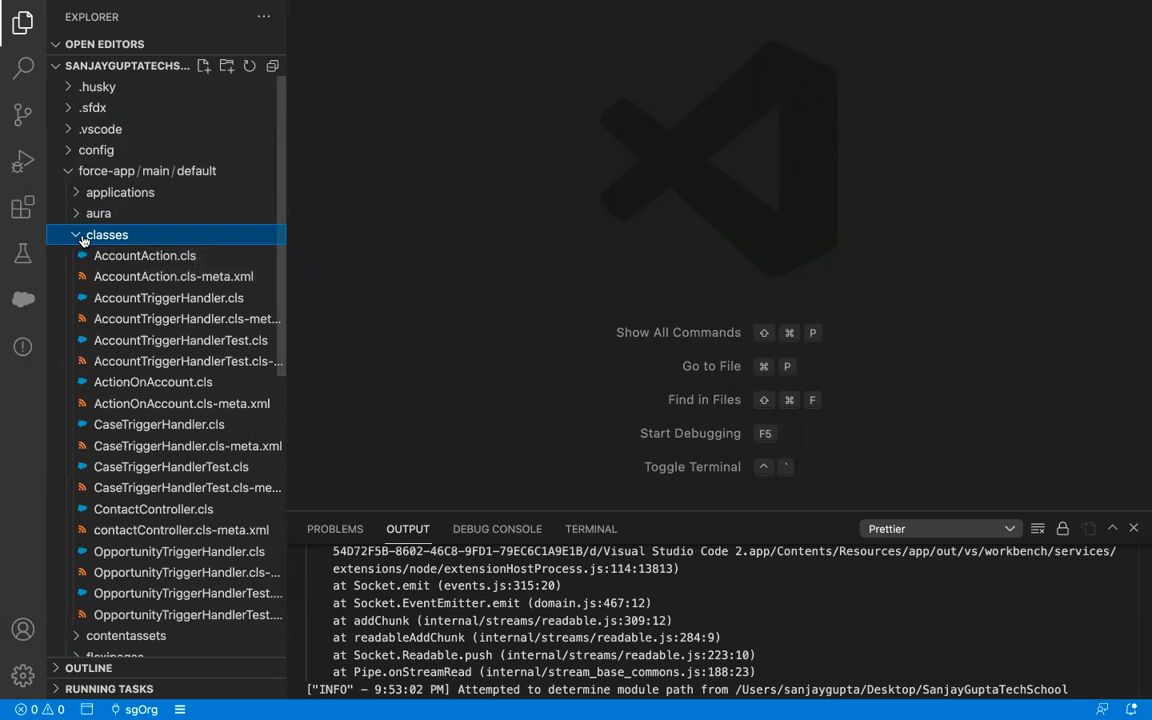 EXPLORER
OPEN EDITORS
SANJAYGUPTATECHS...
.husky
.sfdx
.vscode
config
force-app / main / default
applications
aura
classes
AccountAction.cls
AccountAction.cls-meta.xml
AccountTriggerHandler.cls
AccountTriggerHandler.cls-met...
AccountTriggerHandlerTest.cls
AccountTriggerHandlerTest.cls-...
ActionOnAccount.cls
ActionOnAccount.cls-meta.xml
CaseTriggerHandler.cls
CaseTriggerHandler.cls-meta.xml
CaseTriggerHandlerTest.cls
CaseTriggerHandlerTest.cls-me...
ContactController.cls
contactController.cls-meta.xml
OpportunityTriggerHandler.cls
OpportunityTriggerHandler.cls-...
OpportunityTriggerHandlerTest....
OpportunityTriggerHandlerTest....
contentassets
flexipages
OUTLINE
RUNNING TASKS
Show All Commands ⇧ ⌘ P
Go to File ⌘ P
Find in Files ⇧ ⌘ F
Start Debugging F5
Toggle Terminal ^ `
PROBLEMS OUTPUT DEBUG CONSOLE TERMINAL Prettier
54D72F5B-8602-46C8-9FD1-79EC6C1A9E1B/d/Visual Studio Code 2.app/Contents/Resources/app/out/vs/workbench/services/
extensions/node/extensionHostProcess.js:114:13813)
at Socket.emit (events.js:315:20)
at Socket.EventEmitter.emit (domain.js:467:12)
at addChunk (internal/streams/readable.js:309:12)
at readableAddChunk (internal/streams/readable.js:284:9)
at Socket.Readable.push (internal/streams/readable.js:223:10)
at Pipe.onStreamRead (internal/stream_base_commons.js:188:23)
["INFO" – 9:53:02 PM] Attempted to determine module path from /Users/sanjaygupta/Desktop/SanjayGuptaTechSchool
0 0 sgOrg